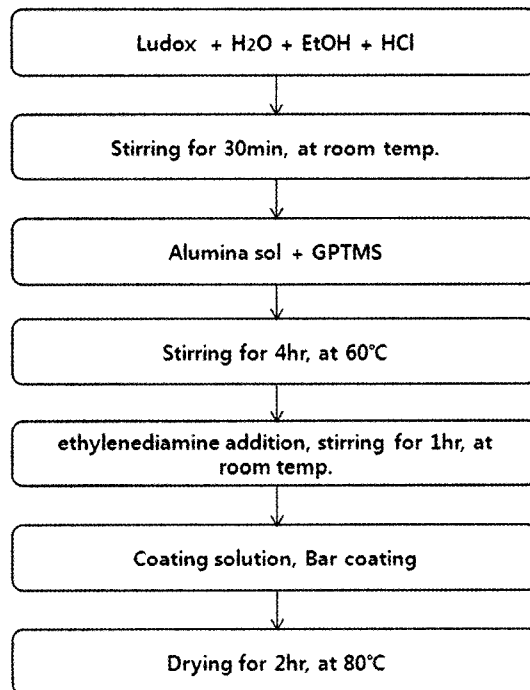 Ludox + H2O + EtOH + HCl
Stirring for 30min, at room temp.
Alumina sol + GPTMS
Stirring for 4hr, at 60℃
ethylenediamine addition, stirring for 1hr, at
room temp.
Coating solution, Bar coating
Drying for 2hr, at 80℃